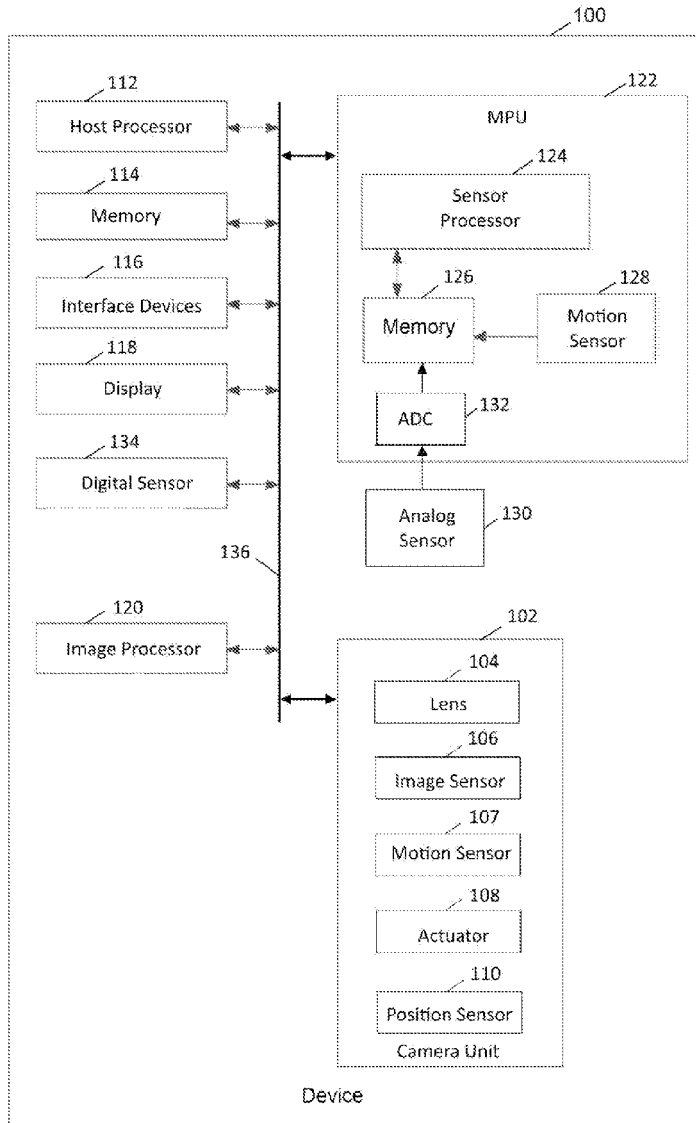 100
112
Host Processor
114
Memory
116
Interface Devices
118
Display
134
Digital Sensor
136
120
Image Processor
122
MPU
124
Sensor
Processor
126
Memory
128
Motion
Sensor
ADC
132
Analog
Sensor
130
102
104
Lens
106
Image Sensor
107
Motion Sensor
108
Actuator
110
Position Sensor
Camera Unit
Device